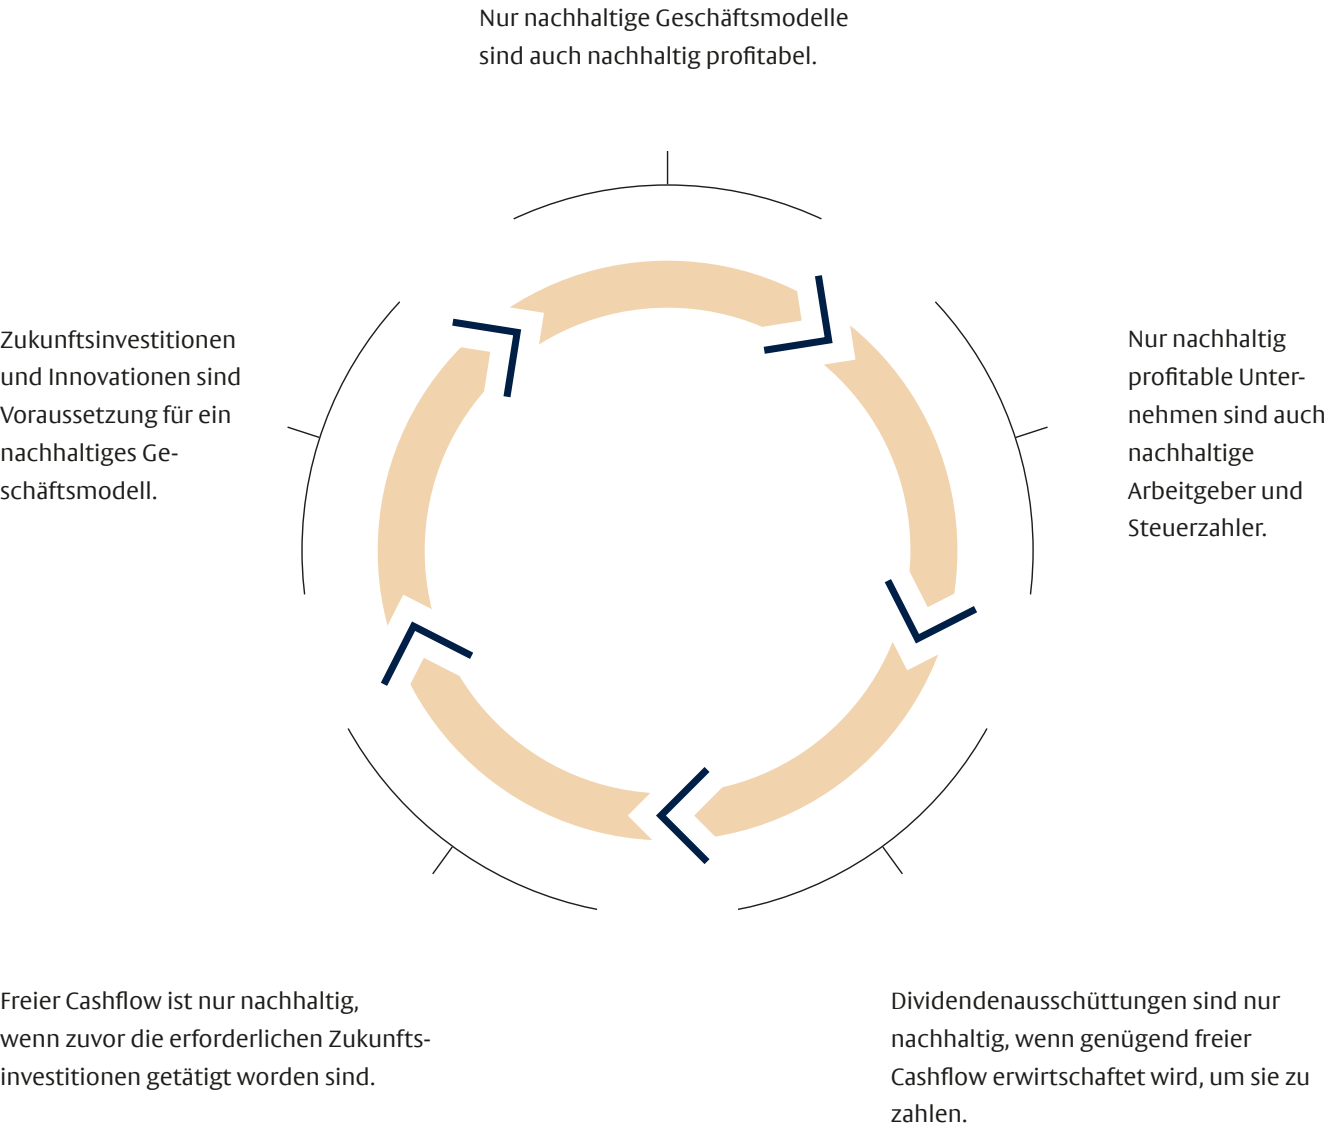 Nur nachhaltige Geschäftsmodelle
sind auch nachhaltig profitabel.
Nur nachhaltig
profitable Unter-
nehmen sind auch
nachhaltige
Arbeitgeber und
Steuerzahler.
Dividendenausschüttungen sind nur
nachhaltig, wenn genügend freier
Cashflow erwirtschaftet wird, um sie zu
zahlen.
Freier Cashflow ist nur nachhaltig,
wenn zuvor die erforderlichen Zukunfts-
investitionen getätigt worden sind.
Zukunftsinvestitionen
und Innovationen sind
Voraussetzung für ein
nachhaltiges Ge-
schäftsmodell.